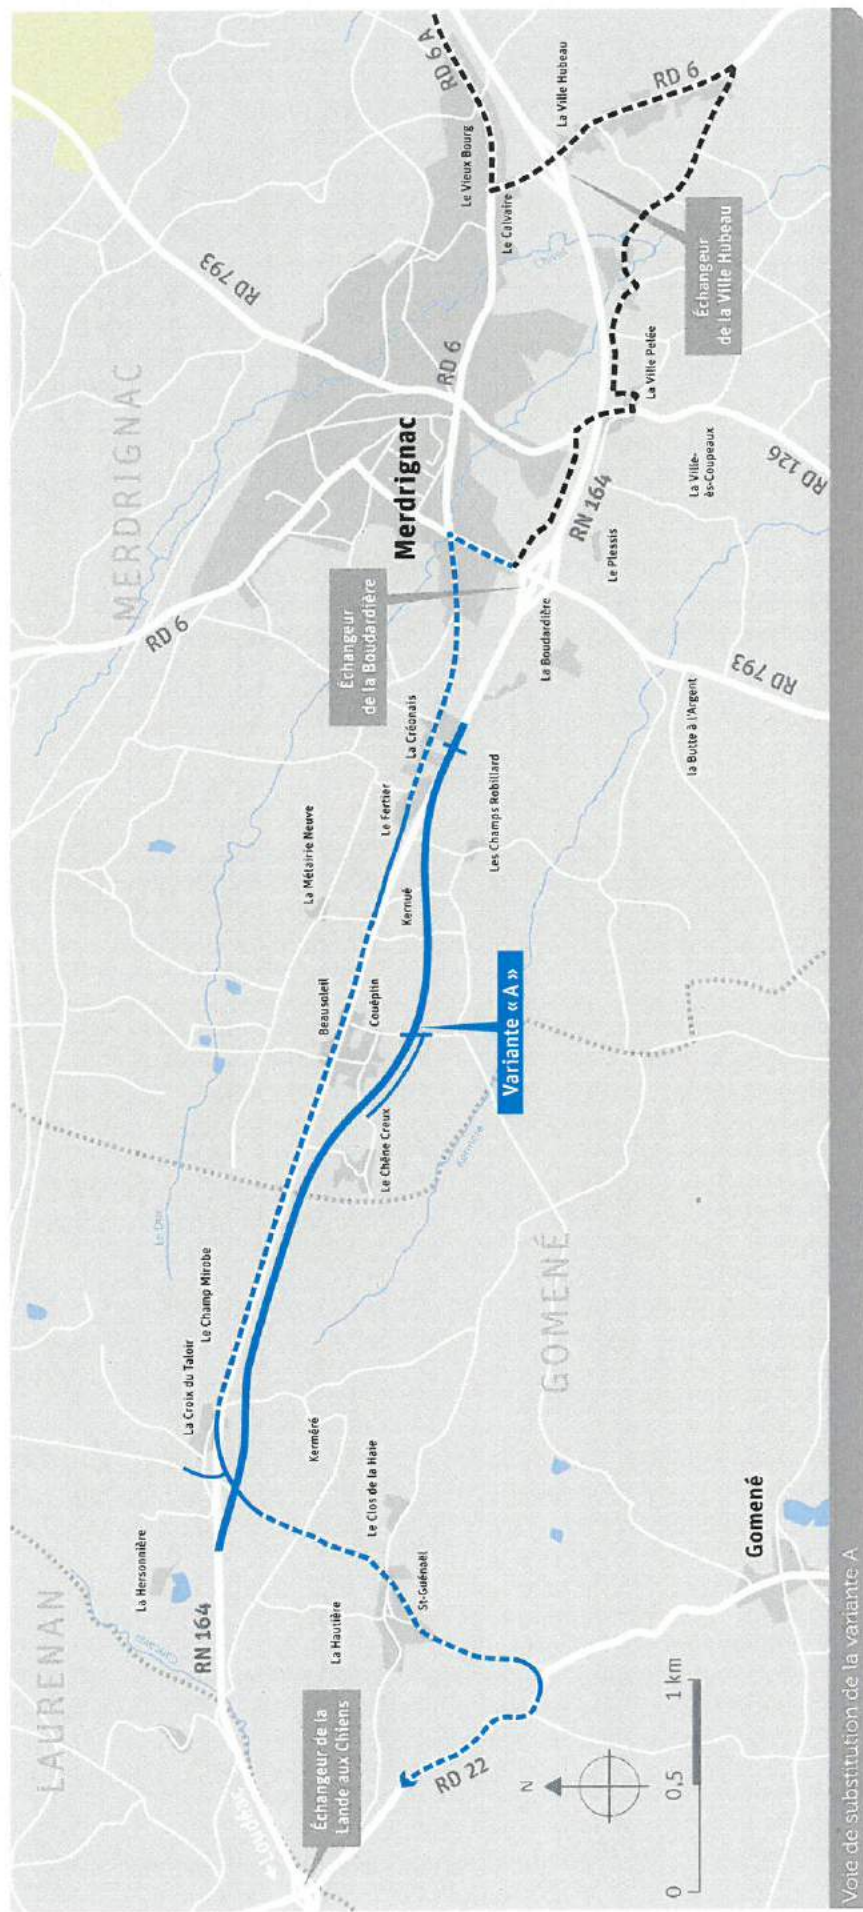 LAURENAN
MERDRIGNAC
GOMENÉ
RD 793
RD 6
RD 6 A
Le Vieux Bourg
Le Calvaire
La Ville Hubeau
RD 6
RD 6
Merdrignac
Échangeur
de la Boudardière
Échangeur
de la Ville Hubeau
La Ville Pelée
La Ville-
ès-Coupeaux
RD 126
RN 164
Le Plessis
La Boudardière
RD 793
la Butte à l'Argent
La Créonais
Le Fertier
Les Champs Robillard
La Métairie Neuve
Kernué
Beausoleil
Couëplin
Variante « A »
Le Chêne Creux
Le Duc
Le Champ Mirobe
La Croix du Taloir
Kerméré
Le Clos de la Haie
La Hersonnière
RN 164
St-Guénaël
La Hautière
Gomené
LOUDÉAC
Échangeur de la
Lande aux Chiens
RD 22
N
0
0,5
1 km
Voie de substitution de la variante A